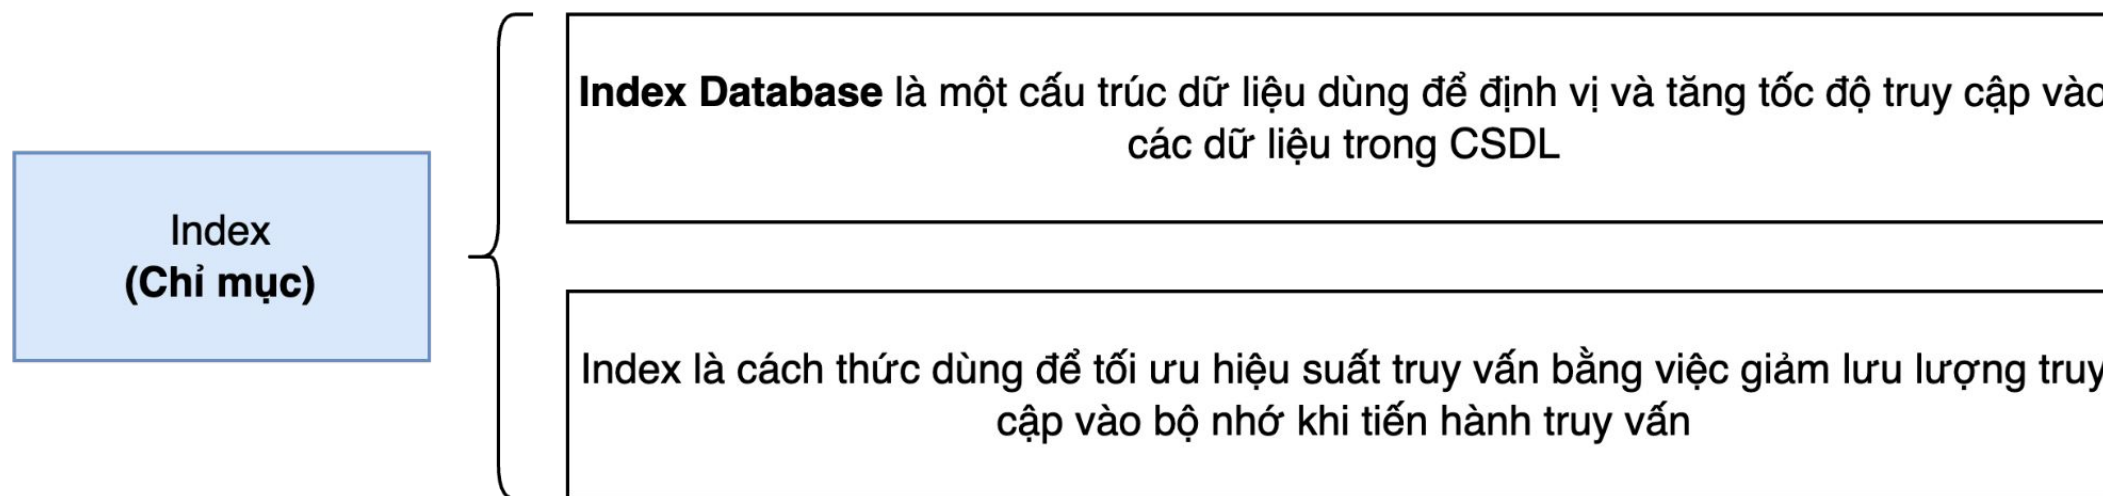 Index
(Chỉ mục)
Index Database là một cấu trúc dữ liệu dùng để định vị và tăng tốc độ truy cập vào
các dữ liệu trong CSDL
Index là cách thức dùng để tối ưu hiệu suất truy vấn bằng việc giảm lưu lượng truy
cập vào bộ nhớ khi tiến hành truy vấn